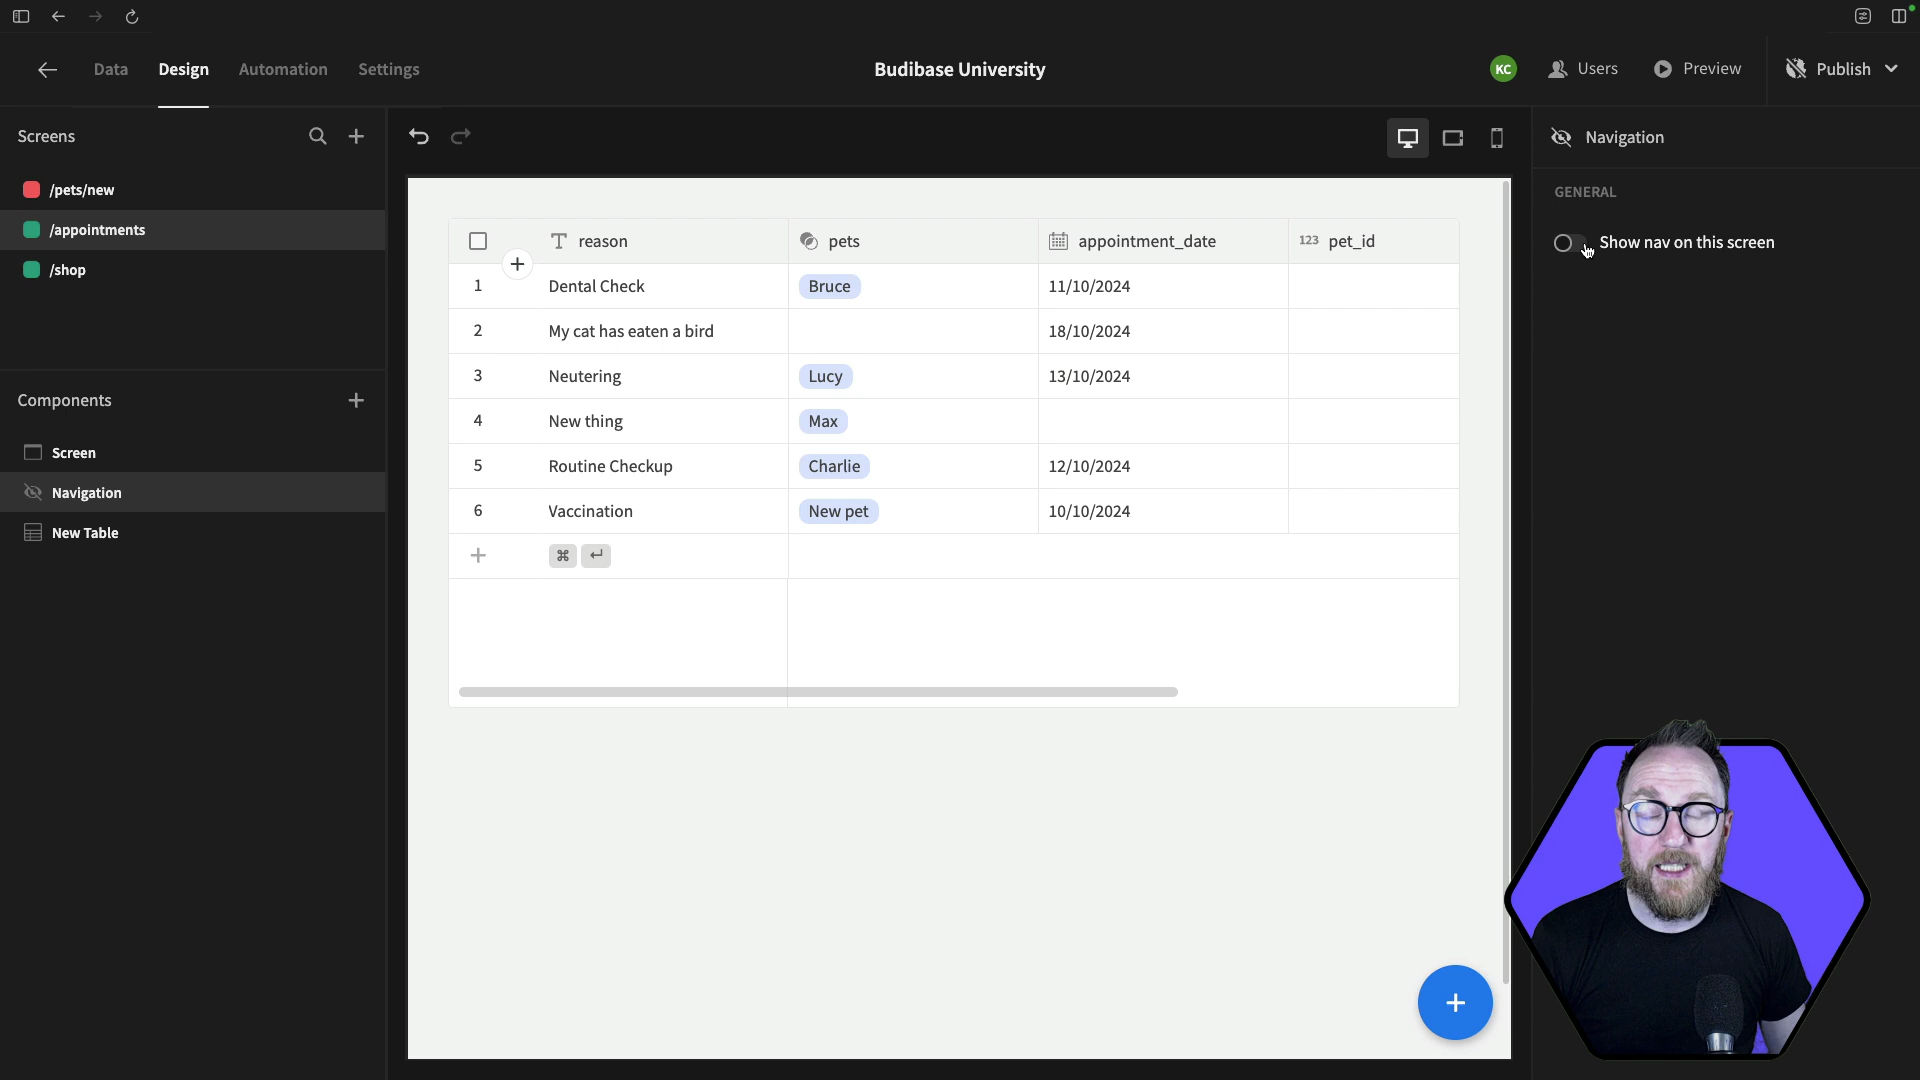 Data
Design
Automation
Settings
Budibase University
KC
Users
Preview
Publish
Screens
/pets/new
/appointments
/shop
Components
Screen
Navigation
New Table
reason
pets
appointment_date
123 pet_id
1 Dental Check Bruce 11/10/2024
2 My cat has eaten a bird 18/10/2024
3 Neutering Lucy 13/10/2024
4 New thing Max
5 Routine Checkup Charlie 12/10/2024
6 Vaccination New pet 10/10/2024
+ ⌘ ↵
Navigation
GENERAL
Show nav on this screen